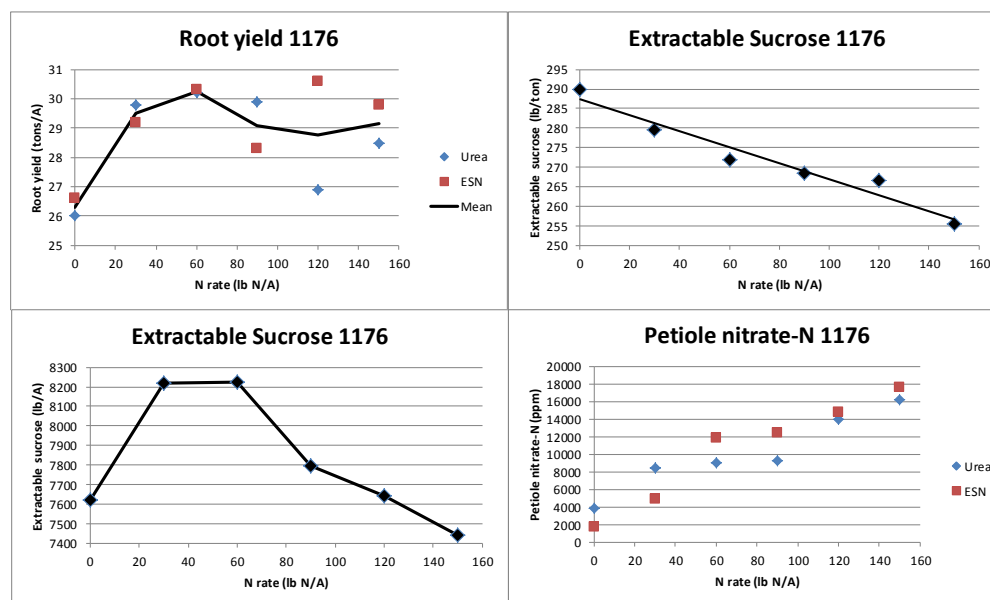 Root yield 1176
Root yield (tons/A)
31
30
29
28
27
26
25
0 20 40 60 80 100 120 140 160
N rate (lb N/A)
Urea
ESN
Mean
Extractable Sucrose 1176
Extractable sucrose (lb/ton)
295
290
285
280
275
270
265
260
255
250
0 20 40 60 80 100 120 140 160
N rate (lb N/A)
Extractable Sucrose 1176
Extractable sucrose (lb/A)
8300
8200
8100
8000
7900
7800
7700
7600
7500
7400
0 20 40 60 80 100 120 140 160
N rate (lb N/A)
Petiole nitrate-N 1176
Petiole nitrate-N (ppm)
20000
18000
16000
14000
12000
10000
8000
6000
4000
2000
0
0 20 40 60 80 100 120 140 160
N rate (lb N/A)
Urea
ESN